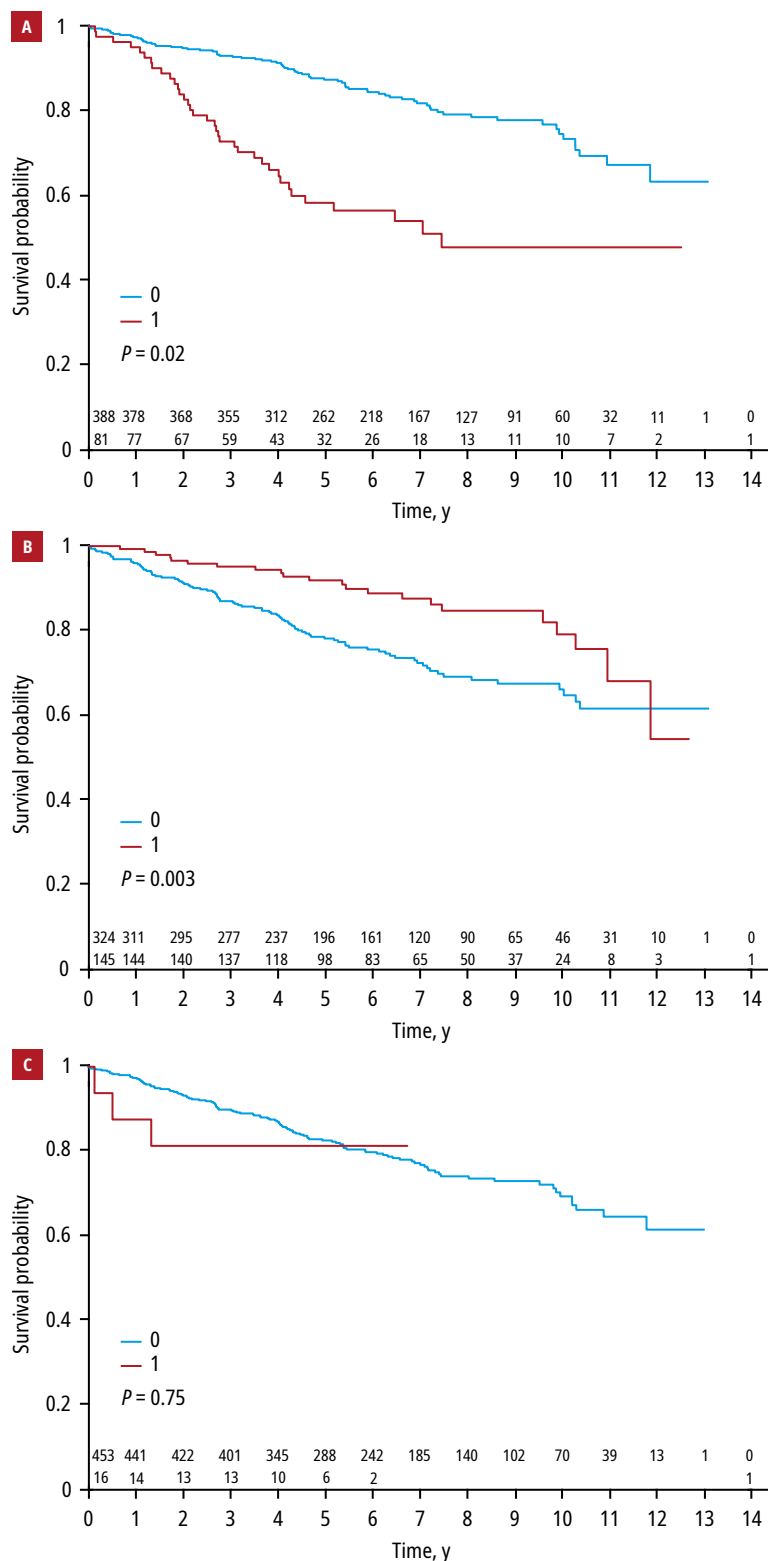 A
1
0.8
0.6
0.4
0.2
0
Survival probability
0
1
P = 0.02
388 378 368 355 312 262 218 167 127 91 60 32 11 1 0
81 77 67 59 43 32 26 18 13 11 10 7 2 1
0 1 2 3 4 5 6 7 8 9 10 11 12 13 14
Time, y
B
1
0.8
0.6
0.4
0.2
0
Survival probability
0
1
P = 0.003
324 311 295 277 237 196 161 120 90 65 46 31 10 1 0
145 144 140 137 118 98 83 65 50 37 24 8 3 1
0 1 2 3 4 5 6 7 8 9 10 11 12 13 14
Time, y
C
1
0.8
0.6
0.4
0.2
0
Survival probability
0
1
P = 0.75
453 441 422 401 345 288 242 185 140 102 70 39 13 1 0
16 14 13 13 10 6 2 1
0 1 2 3 4 5 6 7 8 9 10 11 12 13 14
Time, y